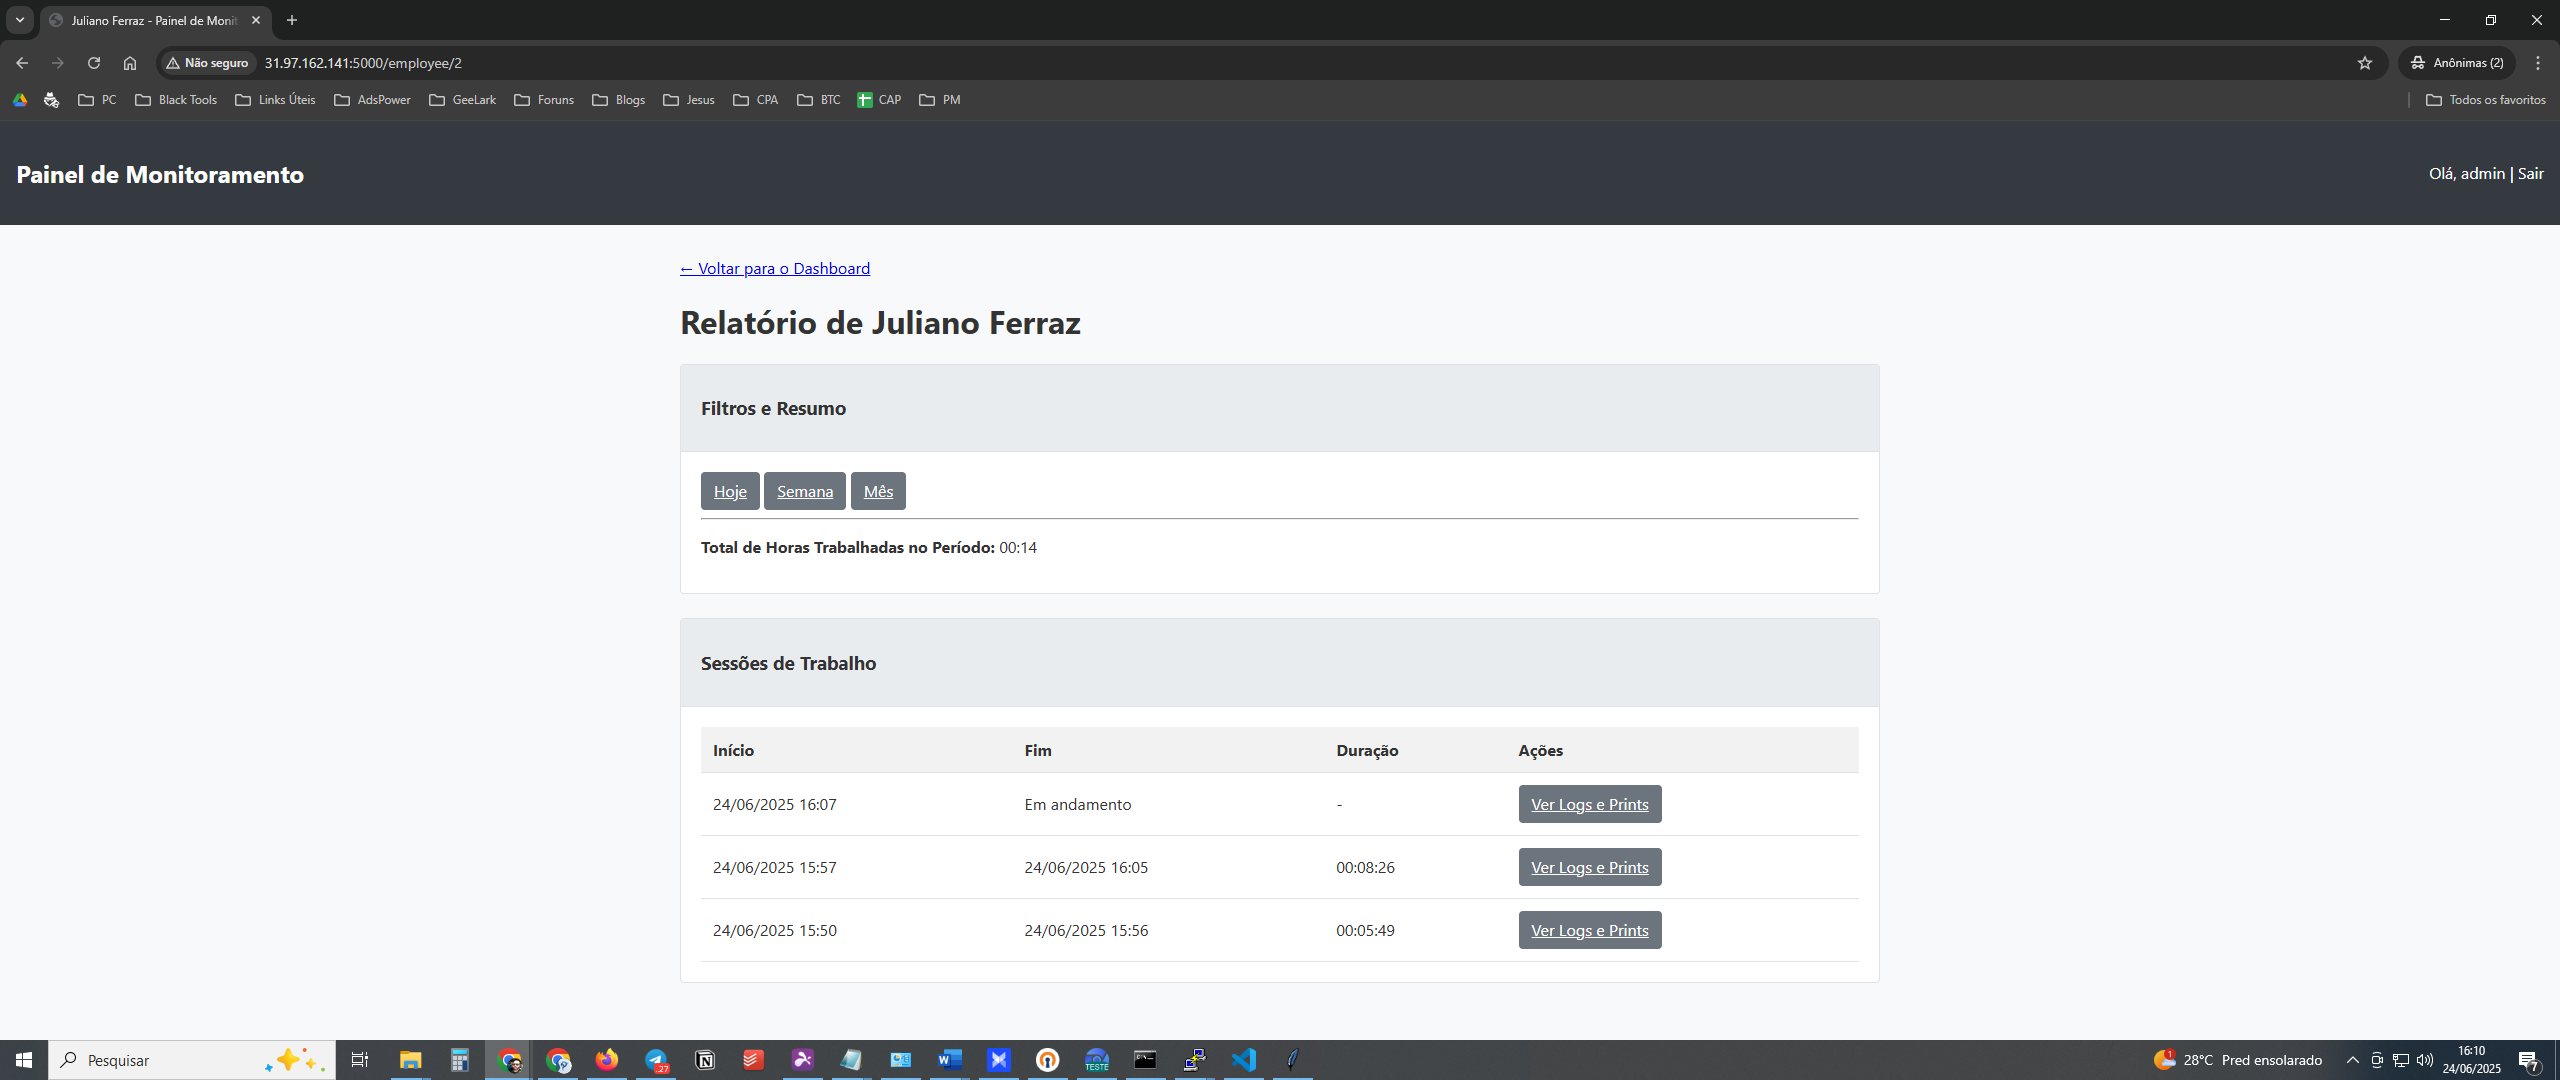 Juliano Ferraz - Painel de Monit
Não seguro
31.97.162.141:5000/employee/2
Anônimas (2)
PC
Black Tools
Links Úteis
AdsPower
GeeLark
Foruns
Blogs
Jesus
CPA
BTC
CAP
PM
Todos os favoritos
Painel de Monitoramento
Olá, admin | Sair
← Voltar para o Dashboard
Relatório de Juliano Ferraz
Filtros e Resumo
Hoje Semana Mês
Total de Horas Trabalhadas no Período: 00:14
Sessões de Trabalho
Início Fim Duração Ações
24/06/2025 16:07 Em andamento - Ver Logs e Prints
24/06/2025 15:57 24/06/2025 16:05 00:08:26 Ver Logs e Prints
24/06/2025 15:50 24/06/2025 15:56 00:05:49 Ver Logs e Prints
Pesquisar
27
TESTE
1
28°C Pred ensolarado
16:10
24/06/2025
7